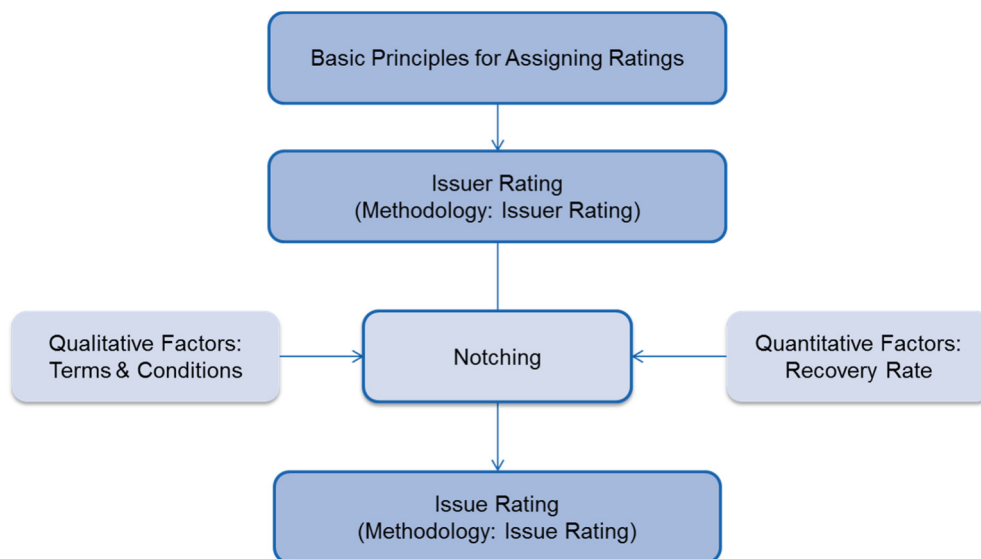 Basic Principles for Assigning Ratings
Issuer Rating
(Methodology: Issuer Rating)
Qualitative Factors:
Terms & Conditions
Notching
Quantitative Factors:
Recovery Rate
Issue Rating
(Methodology: Issue Rating)